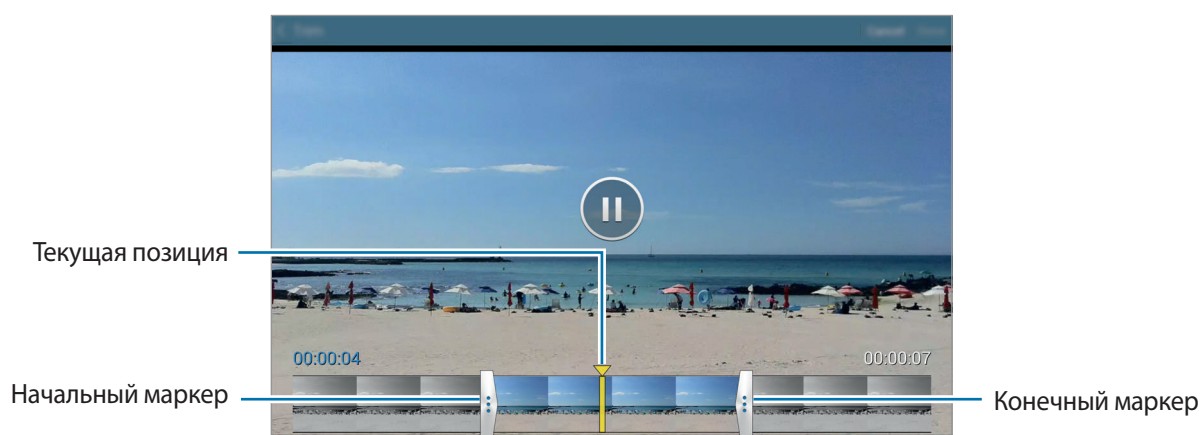 Текущая позиция
00:00:04
00:00:07
Начальный маркер
Конечный маркер